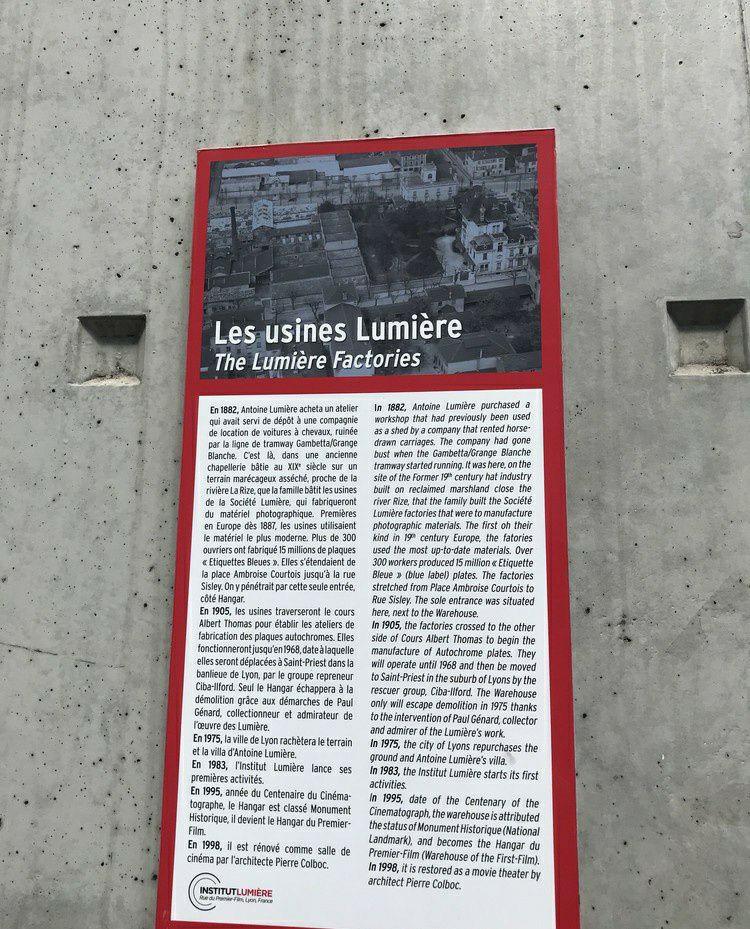 Les usines Lumière
The Lumière Factories
En 1882, Antoine Lumière acheta un atelier
qui avait servi de dépôt à une compagnie
de location de voitures à chevaux, ruinée
par la ligne de tramway Gambetta/Grange
Blanche. C'est là, dans une ancienne
chapellerie bâtie au XIXe siècle sur un
terrain marécageux asséché, proche de la
rivière La Rize, que la famille bâtit les usines
de la Société Lumière, qui fabriqueront
du matériel photographique. Premières
en Europe dès 1887, les usines utilisaient
le matériel le plus moderne. Plus de 300
ouvriers ont fabriqué 15 millions de plaques
« Etiquettes Bleues ». Elles s'étendaient de
la place Ambroise Courtois jusqu'à la rue
Sisley. On y pénétrait par cette seule entrée,
côté Hangar.
En 1905, les usines traverseront le cours
Albert Thomas pour établir les ateliers de
fabrication des plaques autochromes. Elles
fonctionneront jusqu'en 1968, date à laquelle
elles seront déplacées à Saint-Priest dans la
banlieue de Lyon, par le groupe repreneur
Ciba-Ilford. Seul le Hangar échappera à la
démolition grâce aux démarches de Paul
Génard, collectionneur et admirateur de
l'œuvre des Lumière.
En 1975, la ville de Lyon rachètera le terrain
et la villa d'Antoine Lumière.
En 1983, l'Institut Lumière lance ses
premières activités.
En 1995, année du Centenaire du Cinéma-
tographe, le Hangar est classé Monument
Historique, il devient le Hangar du Premier-
Film.
En 1998, il est rénové comme salle de
cinéma par l'architecte Pierre Colboc.
In 1882, Antoine Lumière purchased a
workshop that had previously been used
as a shed by a company that rented horse-
drawn carriages. The company had gone
bust when the Gambetta/Grange Blanche
tramway started running. It was here, on the
site of the Former 19th century hat industry
built on reclaimed marshland close the
river Rize, that the family built the Société
Lumière factories that were to manufacture
photographic materials. The first oh their
kind in 19th century Europe, the fatories
used the most up-to-date materials. Over
300 workers produced 15 million « Etiquette
Bleue » (blue label) plates. The factories
stretched from Place Ambroise Courtois to
Rue Sisley. The sole entrance was situated
here, next to the Warehouse.
In 1905, the factories crossed to the other
side of Cours Albert Thomas to begin the
manufacture of Autochrome plates. They
will operate until 1968 and then be moved
to Saint-Priest in the suburb of Lyons by the
rescuer group, Ciba-Ilford. The Warehouse
only will escape demolition in 1975 thanks
to the intervention of Paul Génard, collector
and admirer of the Lumière's work.
In 1975, the city of Lyons repurchases the
ground and Antoine Lumière's villa.
In 1983, the Institut Lumière starts its first
activities.
In 1995, date of the Centenary of the
Cinematograph, the warehouse is attributed
the status of Monument Historique (National
Landmark), and becomes the Hangar du
Premier-Film (Warehouse of the First-Film).
In 1998, it is restored as a movie theater by
architect Pierre Colboc.
INSTITUT LUMIÈRE
Rue du Premier-Film, Lyon, France